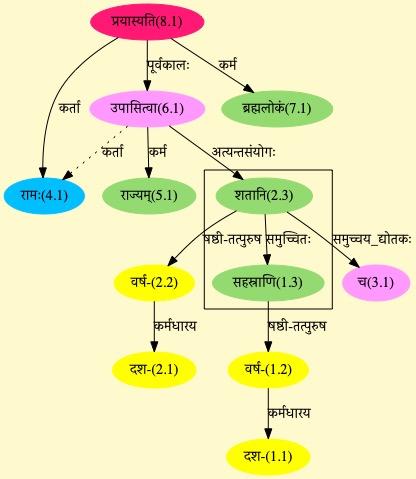 प्रयास्यति(8.1)
कर्ता
पूर्वकालः
कर्म
उपासित्वा(6.1)
ब्रह्मलोकं(7.1)
कर्ता
कर्म
अत्यन्तसंयोगः
रामः(4.1)
राज्यम्(5.1)
शतानि(2.3)
षष्ठी-तत्पुरुष
समुच्चितः
समुच्चय_द्योतकः
वर्ष-(2.2)
सहस्राणि(1.3)
च(3.1)
कर्मधारय
षष्ठी-तत्पुरुष
दश-(2.1)
वर्ष-(1.2)
कर्मधारय
दश-(1.1)